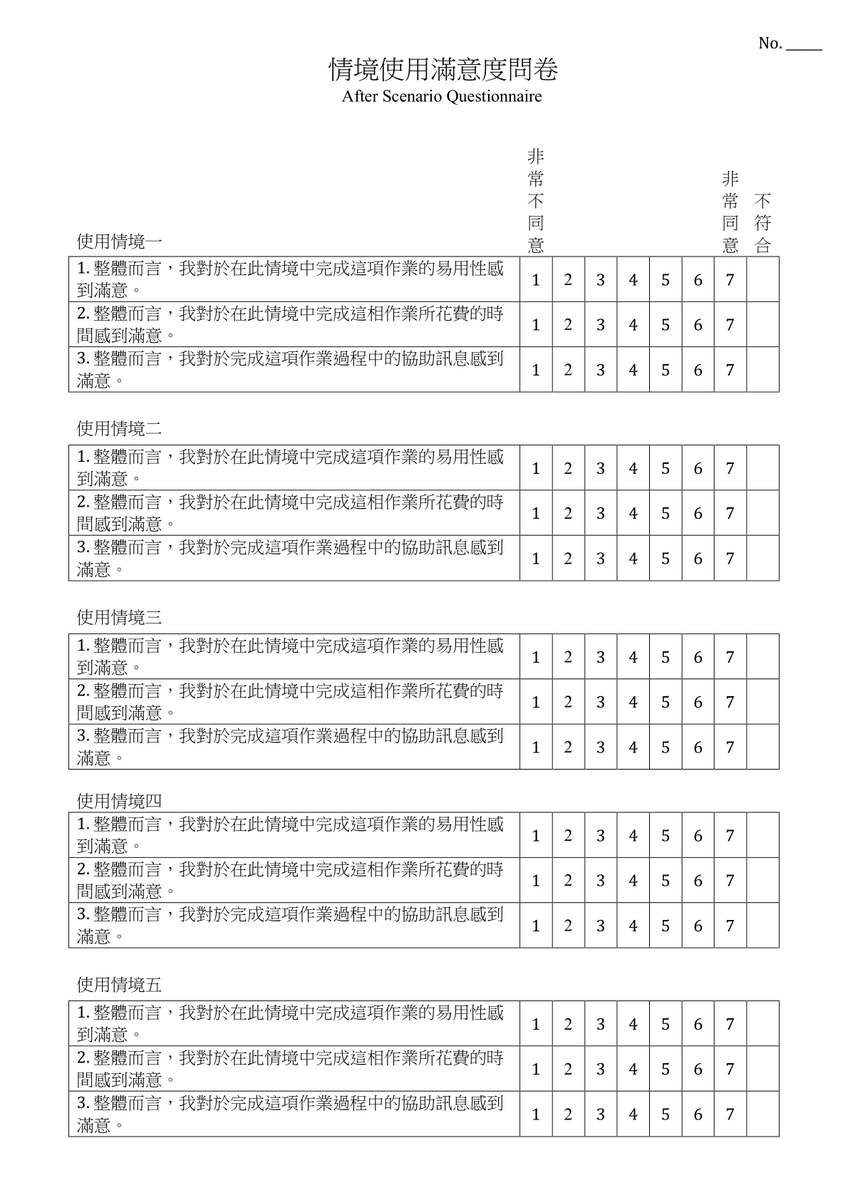 No. _____
情境使用滿意度問卷
After Scenario Questionnaire
非常不同意
非常同意
不符合
使用情境一
1. 整體而言，我對於在此情境中完成這項作業的易用性感
到滿意。
1 2 3 4 5 6 7
2. 整體而言，我對於在此情境中完成這相作業所花費的時
間感到滿意。
1 2 3 4 5 6 7
3. 整體而言，我對於完成這項作業過程中的協助訊息感到
滿意。
1 2 3 4 5 6 7
使用情境二
1. 整體而言，我對於在此情境中完成這項作業的易用性感
到滿意。
1 2 3 4 5 6 7
2. 整體而言，我對於在此情境中完成這相作業所花費的時
間感到滿意。
1 2 3 4 5 6 7
3. 整體而言，我對於完成這項作業過程中的協助訊息感到
滿意。
1 2 3 4 5 6 7
使用情境三
1. 整體而言，我對於在此情境中完成這項作業的易用性感
到滿意。
1 2 3 4 5 6 7
2. 整體而言，我對於在此情境中完成這相作業所花費的時
間感到滿意。
1 2 3 4 5 6 7
3. 整體而言，我對於完成這項作業過程中的協助訊息感到
滿意。
1 2 3 4 5 6 7
使用情境四
1. 整體而言，我對於在此情境中完成這項作業的易用性感
到滿意。
1 2 3 4 5 6 7
2. 整體而言，我對於在此情境中完成這相作業所花費的時
間感到滿意。
1 2 3 4 5 6 7
3. 整體而言，我對於完成這項作業過程中的協助訊息感到
滿意。
1 2 3 4 5 6 7
使用情境五
1. 整體而言，我對於在此情境中完成這項作業的易用性感
到滿意。
1 2 3 4 5 6 7
2. 整體而言，我對於在此情境中完成這相作業所花費的時
間感到滿意。
1 2 3 4 5 6 7
3. 整體而言，我對於完成這項作業過程中的協助訊息感到
滿意。
1 2 3 4 5 6 7